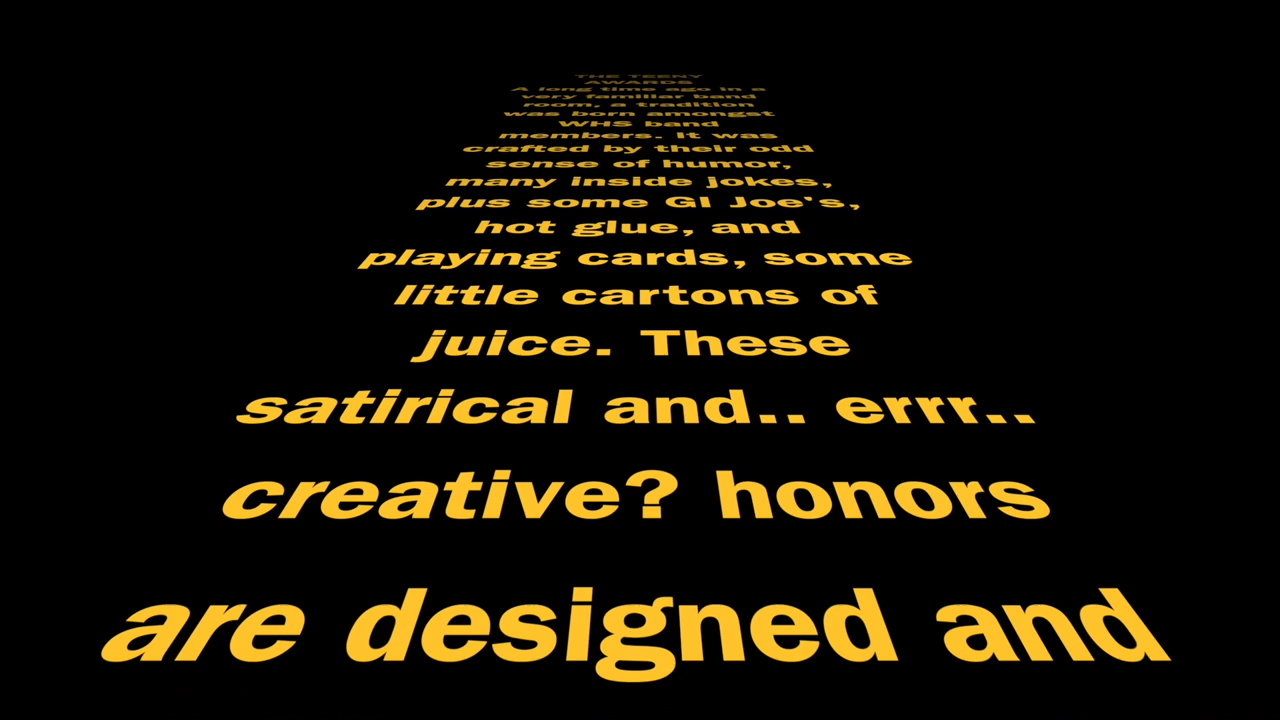 THE TEENY
AWARDS
A long time ago in a
very familiar band
room, a tradition
was born amongst
WHS band
members. It was
crafted by their odd
sense of humor,
many inside jokes,
plus some GI Joe's,
hot glue, and
playing cards, some
little cartons of
juice. These
satirical and.. errr..
creative? honors
are designed and